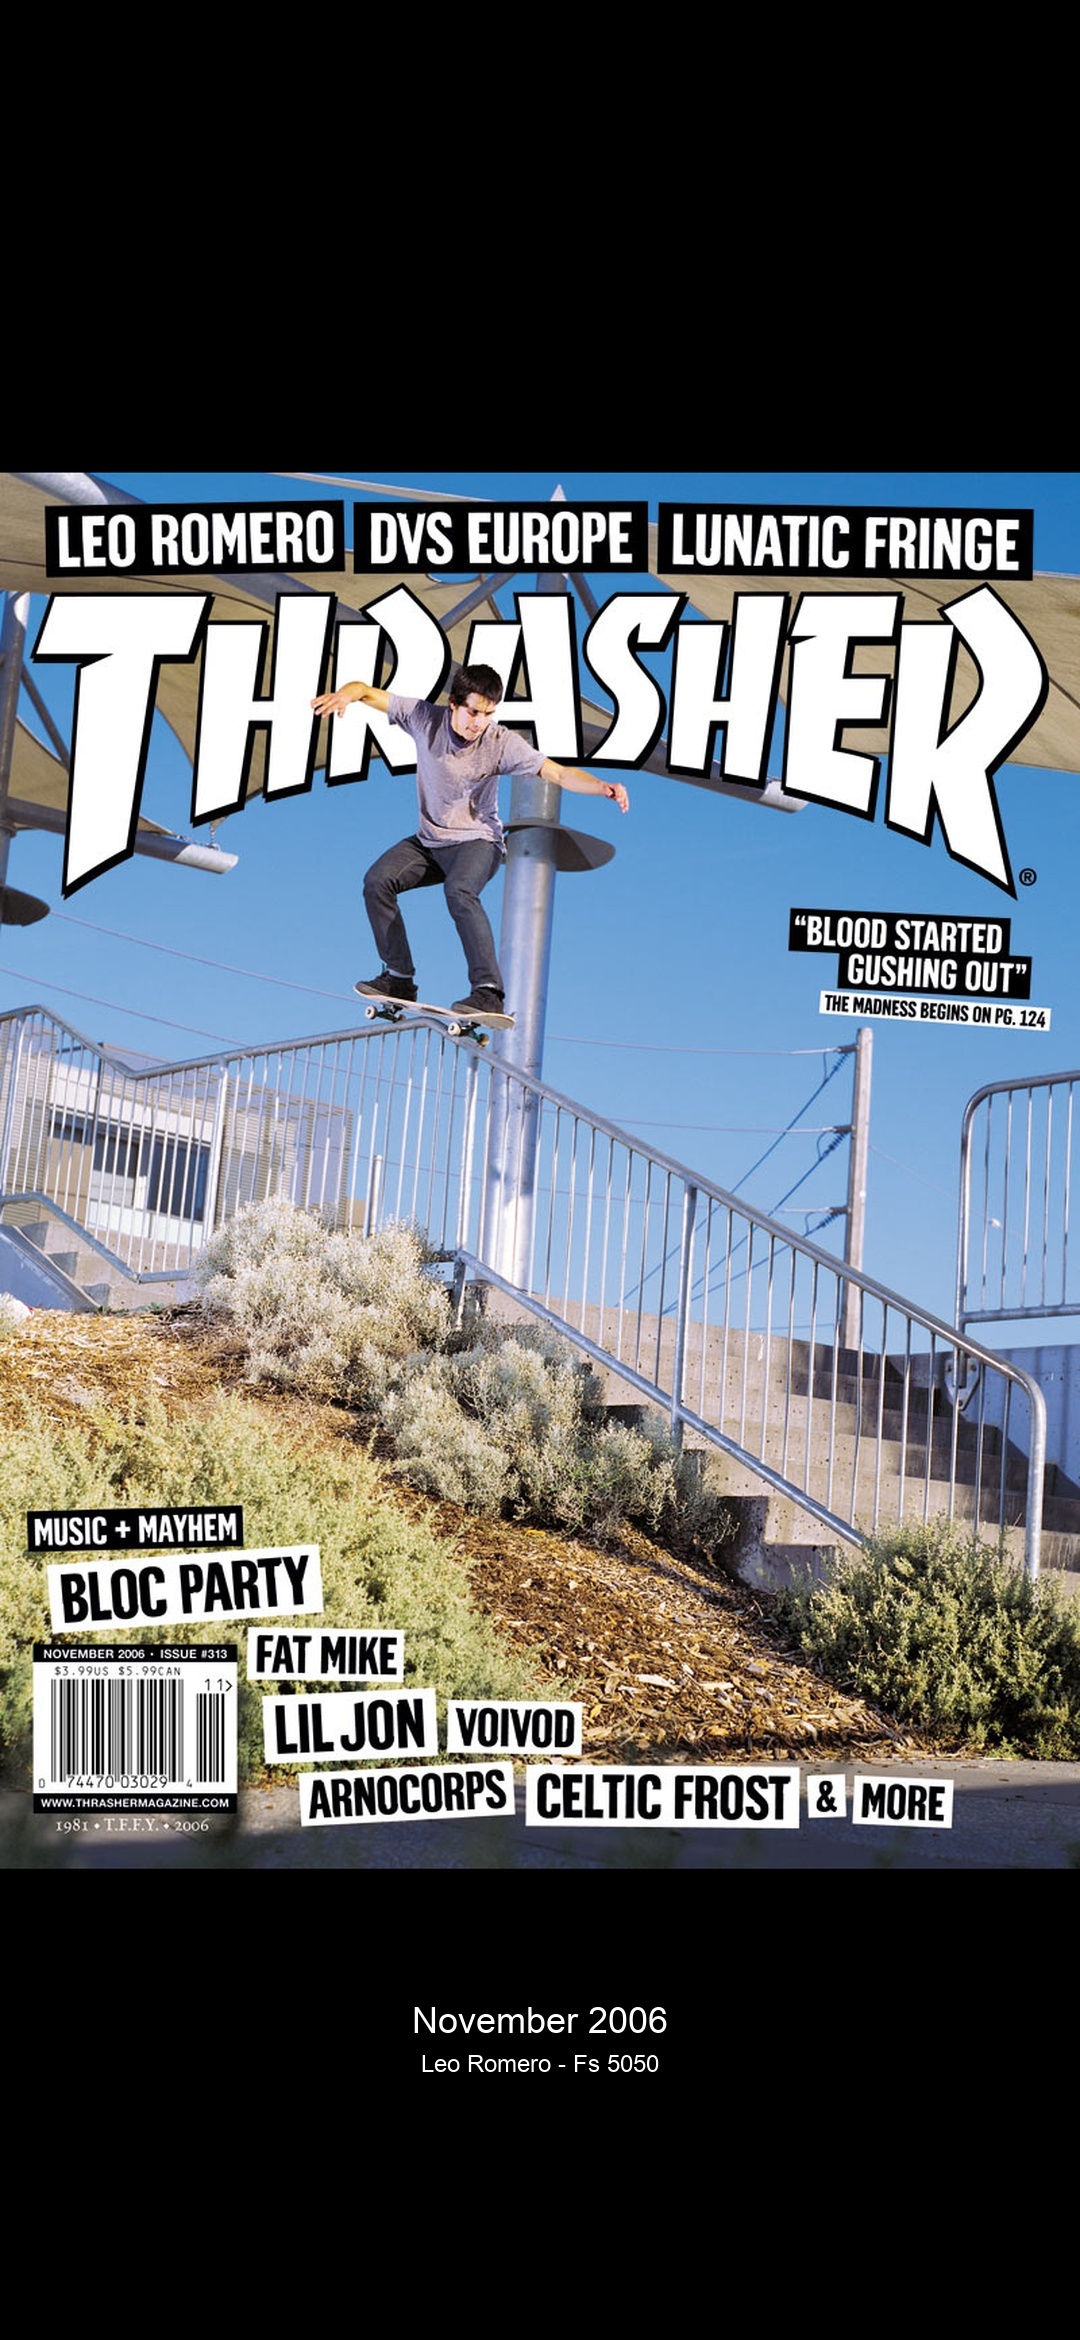 LEO ROMERO DVS EUROPE LUNATIC FRINGE
THRASHER®
“BLOOD STARTED
GUSHING OUT”
THE MADNESS BEGINS ON PG. 124
MUSIC + MAYHEM
BLOC PARTY
FAT MIKE
LIL JON VOIVOD
ARNOCORPS CELTIC FROST & MORE
NOVEMBER 2006 • ISSUE #313
$3.99US $5.99CAN
11>
0 74470 03029 4
WWW.THRASHERMAGAZINE.COM
1981 • T.F.F.Y. • 2006
November 2006
Leo Romero - Fs 5050